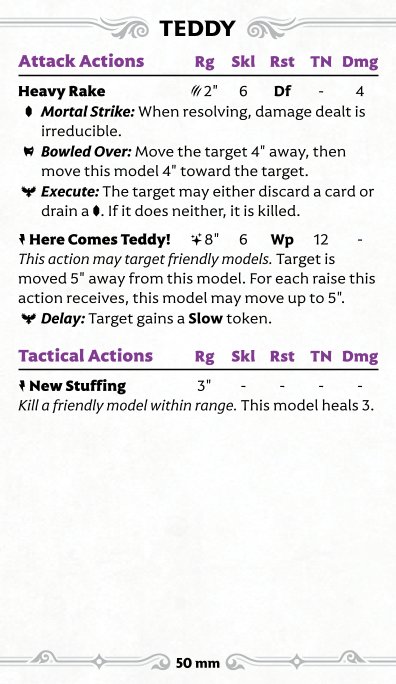 TEDDY
Attack Actions Rg Skl Rst TN Dmg
Heavy Rake 2" 6 Df - 4
Mortal Strike: When resolving, damage dealt is
irreducible.
Bowled Over: Move the target 4" away, then
move this model 4" toward the target.
Execute: The target may either discard a card or
drain a . If it does neither, it is killed.
Here Comes Teddy! 8" 6 Wp 12 -
This action may target friendly models. Target is
moved 5" away from this model. For each raise this
action receives, this model may move up to 5".
Delay: Target gains a Slow token.
Tactical Actions Rg Skl Rst TN Dmg
New Stuffing 3" - - - -
Kill a friendly model within range. This model heals 3.
50 mm